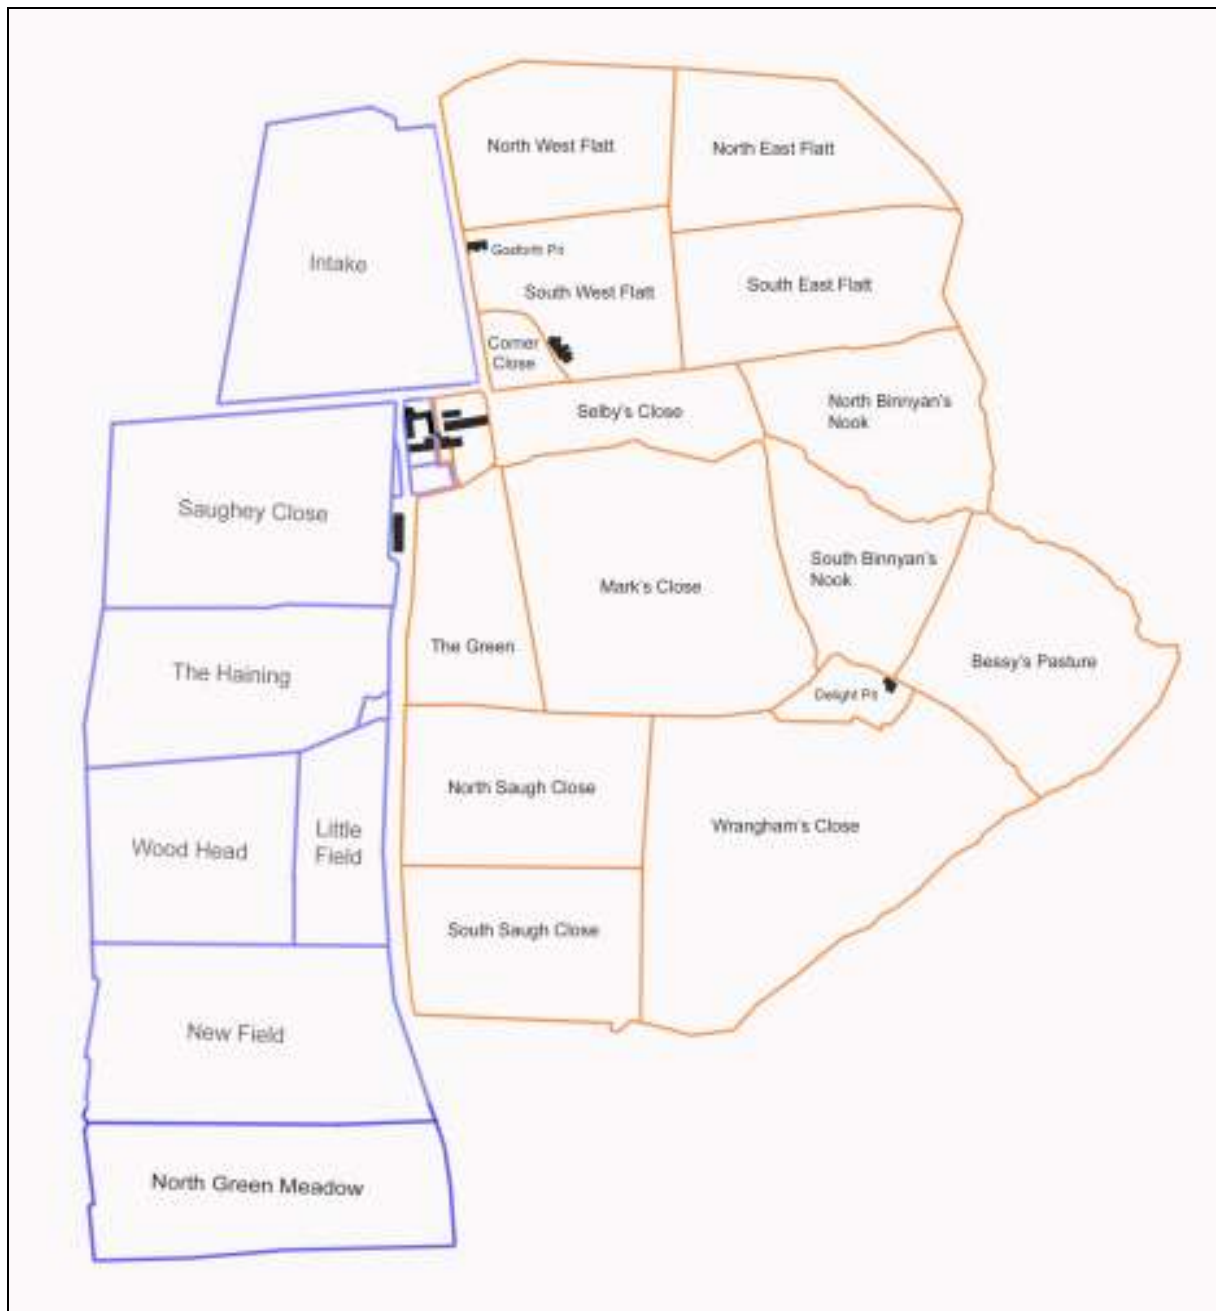 North West Flatt
North East Flatt
Gosforth Pit
Intake
South West Flatt
South East Flatt
Corner
Close
Selby's Close
North Binnyan's
Nook
Saughey Close
South Binnyan's
Nook
Mark's Close
The Green
Bessy's Pasture
The Haining
Delight Pit
North Saugh Close
Wrangham's Close
Little
Field
Wood Head
South Saugh Close
New Field
North Green Meadow